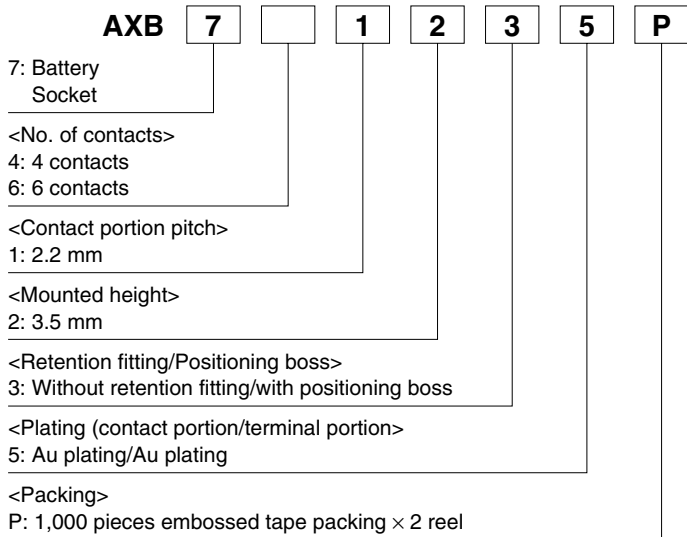 AXB 7 1 2 3 5 P
7: Battery
Socket
<No. of contacts>
4: 4 contacts
6: 6 contacts
<Contact portion pitch>
1: 2.2 mm
<Mounted height>
2: 3.5 mm
<Retention fitting/Positioning boss>
3: Without retention fitting/with positioning boss
<Plating (contact portion/terminal portion>
5: Au plating/Au plating
<Packing>
P: 1,000 pieces embossed tape packing × 2 reel